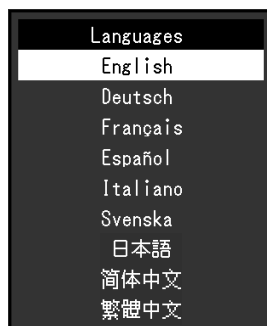 Languages
English
Deutsch
Français
Español
Italiano
Svenska
日本語
简体中文
繁體中文